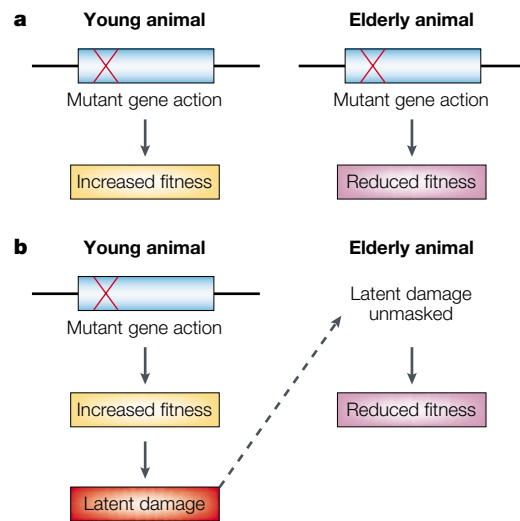 a
Young animal
Elderly animal
Mutant gene action
Mutant gene action
Increased fitness
Reduced fitness
b
Young animal
Elderly animal
Mutant gene action
Latent damage
unmasked
Increased fitness
Reduced fitness
Latent damage